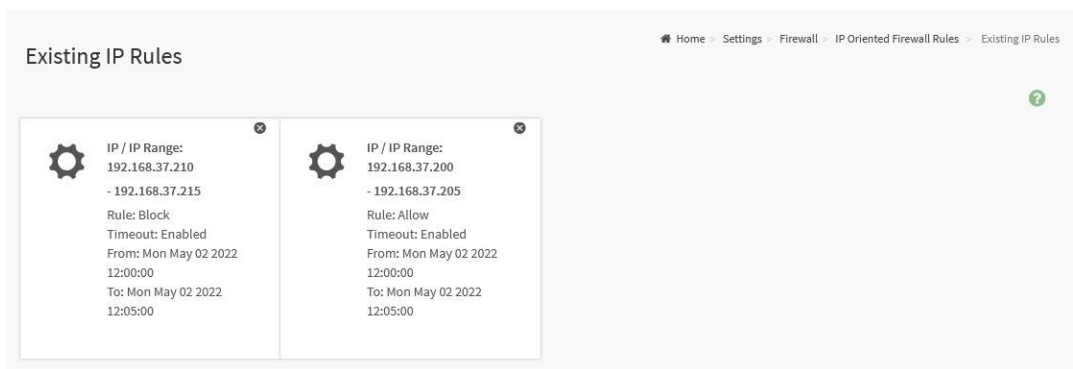 Existing IP Rules
Home > Settings > Firewall > IP Oriented Firewall Rules > Existing IP Rules
IP / IP Range:
192.168.37.210
- 192.168.37.215
Rule: Block
Timeout: Enabled
From: Mon May 02 2022
12:00:00
To: Mon May 02 2022
12:05:00
IP / IP Range:
192.168.37.200
- 192.168.37.205
Rule: Allow
Timeout: Enabled
From: Mon May 02 2022
12:00:00
To: Mon May 02 2022
12:05:00